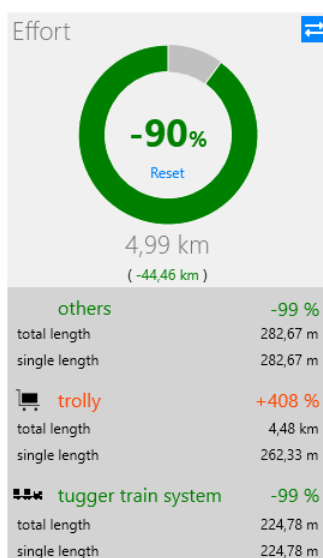 Effort
-90%
Reset
4,99 km
( -44,46 km )
others -99 %
total length 282,67 m
single length 282,67 m
trolly +408 %
total length 4,48 km
single length 262,33 m
tugger train system -99 %
total length 224,78 m
single length 224,78 m